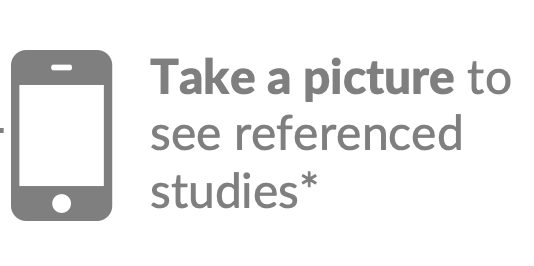 Take a picture to
see referenced
studies*